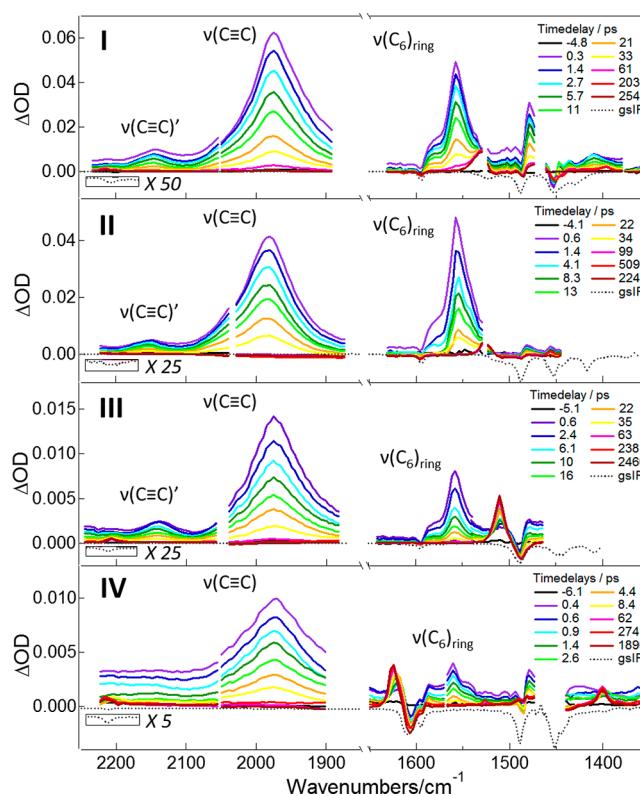 I
ν(C≡C)
ν(C≡C)'
ν(C₆)ring
Timedelay / ps
-4.8 21
0.3 33
1.4 61
2.7 203
5.7 254
11 gsIF
0.06
0.04
0.02
0.00
X 50
II
ν(C≡C)
ν(C≡C)'
ν(C₆)ring
Timedelay / ps
-4.1 22
0.6 34
1.4 99
4.1 509
8.3 224
13 gsIF
0.04
0.02
0.00
X 25
III
ν(C≡C)
ν(C≡C)'
ν(C₆)ring
Timedelay / ps
-5.1 22
0.6 35
2.4 63
6.1 238
10 246
16 gsIF
0.015
0.010
0.005
0.000
X 25
IV
ν(C≡C)
ν(C₆)ring
Timedelays / ps
-6.1 4.4
0.4 8.4
0.6 62
0.9 274
1.4 189
2.6 gsIF
0.010
0.005
0.000
X 5
ΔOD
ΔOD
ΔOD
ΔOD
2200 2100 2000 1900 1600 1500 1400
Wavenumbers/cm⁻¹